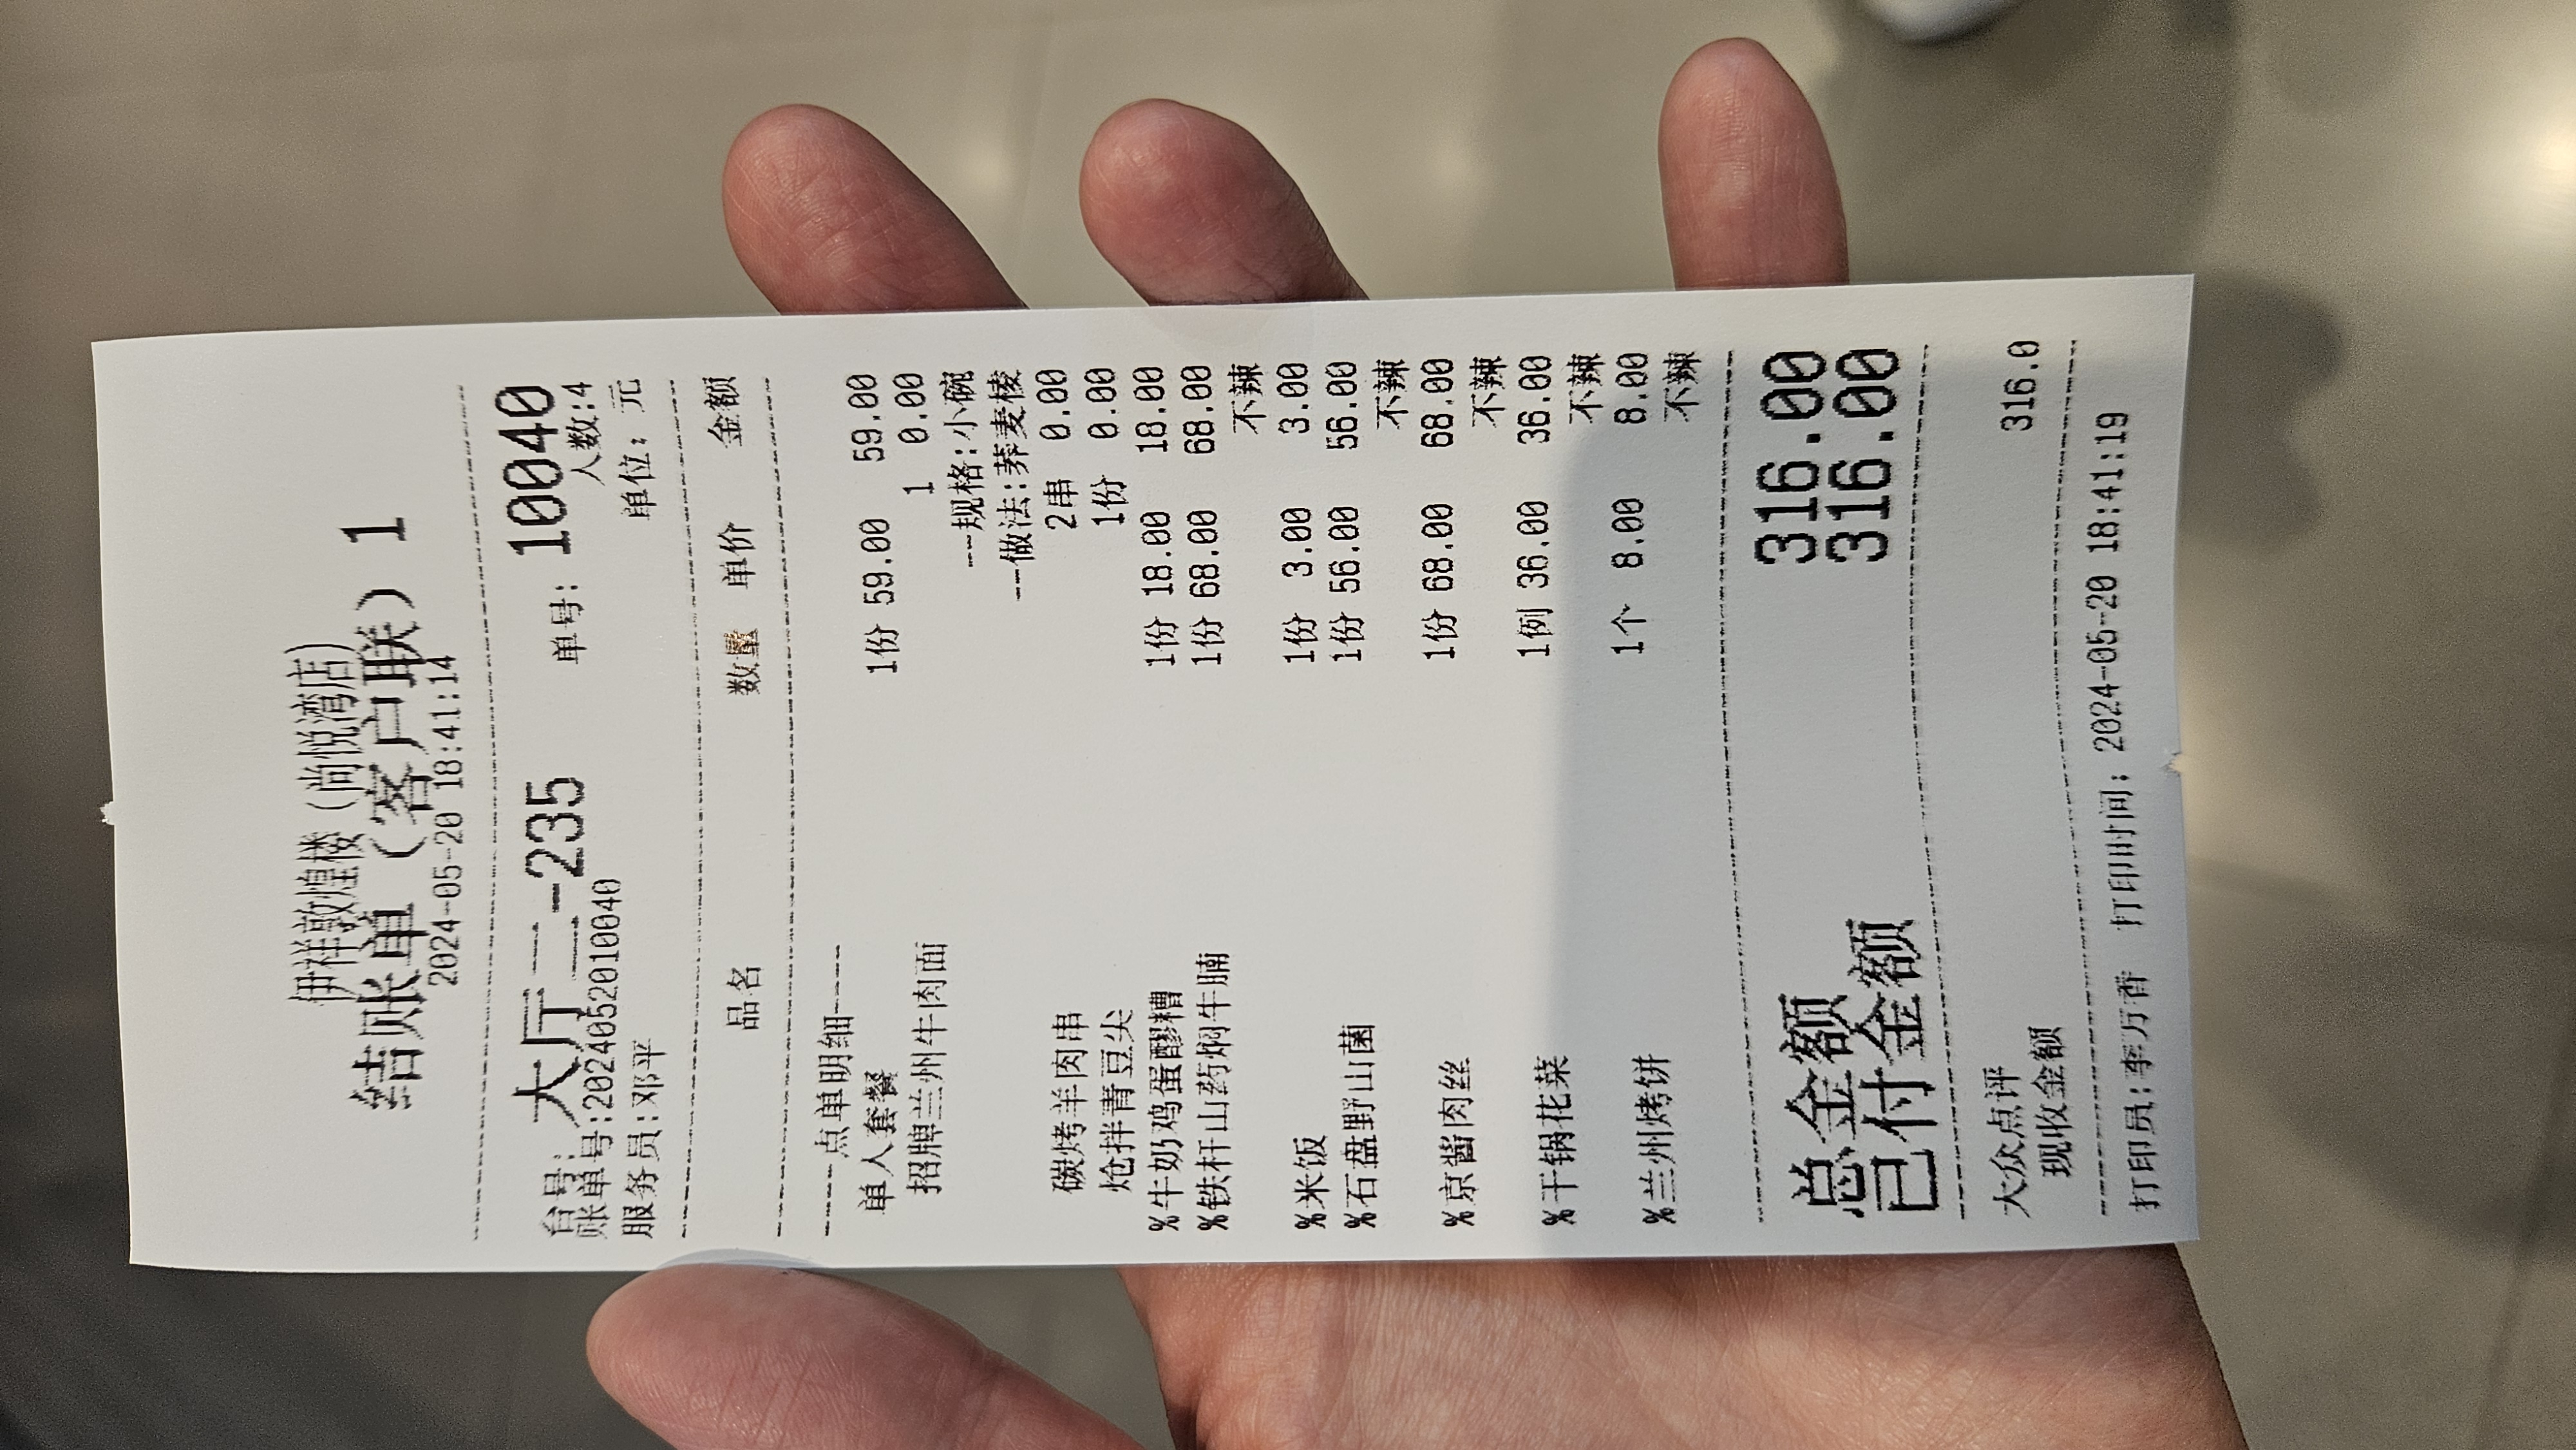 伊祥敦煌楼（尚悦湾店）
结账单（客户联）1
2024-05-20 18:41:14
台号: 大厅二-235 单号: 10040
账单号:2024052010040 人数:4
服务员:邓平 单位: 元
品名 数量 单价 金额
----点单明细----
单人套餐 1份 59.00 59.00
招牌兰州牛肉面 1 0.00
--规格:小碗
--做法:荞麦棱
碳烤羊肉串 2串 0.00
炝拌青豆尖 1份 0.00
%牛奶鸡蛋醪糟 1份 18.00 18.00
%铁杆山药焖牛腩 1份 68.00 68.00
不辣
%米饭 1份 3.00 3.00
%石盘野山菌 1份 56.00 56.00
不辣
%京酱肉丝 1份 68.00 68.00
不辣
%干锅花菜 1例 36.00 36.00
不辣
%兰州烤饼 1个 8.00 8.00
不辣
总金额 316.00
已付金额 316.00
大众点评 316.0
现收金额
打印员:李万香 打印时间: 2024-05-20 18:41:19